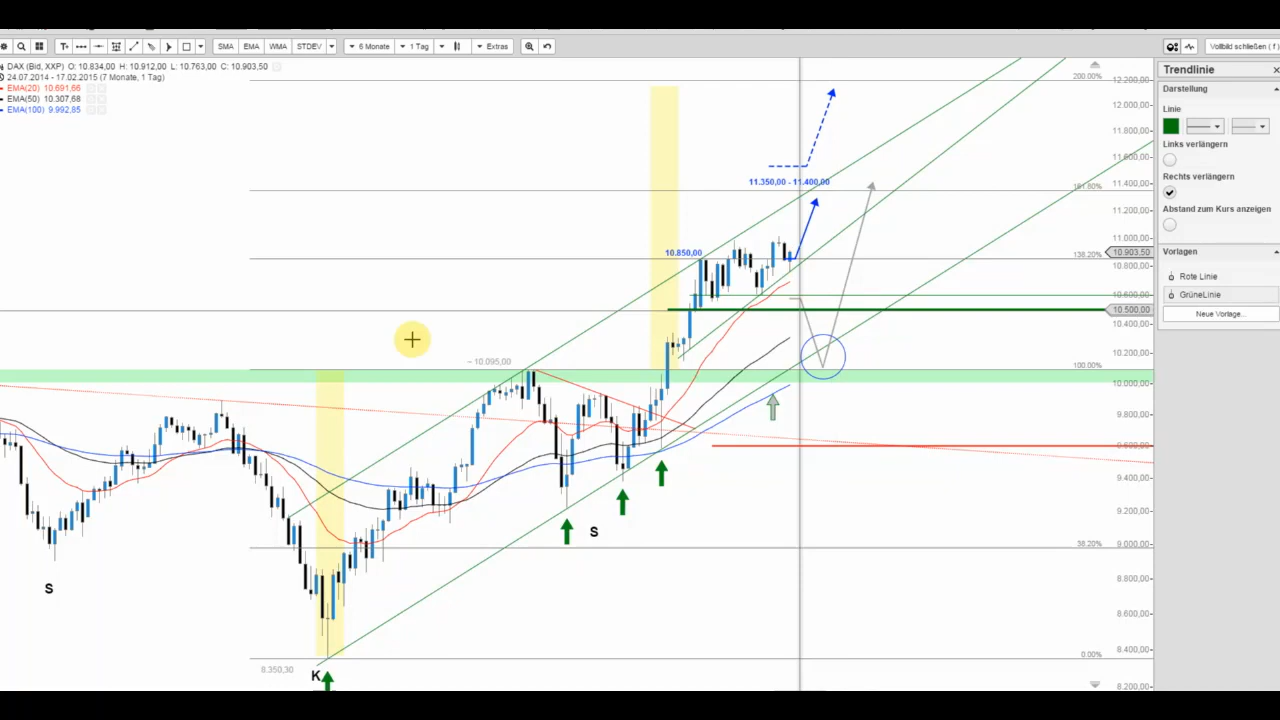 T
SMA EMA WMA STDEV 6 Monate 1 Tag Extras Vollbild schließen ( f )
DAX (Bid, XXP) O: 10.834,00 H: 10.912,00 L: 10.763,00 C: 10.903,50
24.07.2014 - 17.02.2015 (7 Monate, 1 Tag)
EMA(20) 10.691,66
EMA(50) 10.307,68
EMA(100) 9.992,85
Trendlinie
Darstellung
Linie
Links verlängern
Rechts verlängern
Abstand zum Kurs anzeigen
Vorlagen
Rote Linie
GrüneLinie
Neue Vorlage...
200.00%
161.80%
138.20%
100.00%
38.20%
0.00%
12.200,00
12.000,00
11.800,00
11.600,00
11.400,00
11.200,00
11.000,00
10.903,50
10.800,00
10.600,00
10.500,00
10.400,00
10.200,00
10.000,00
9.800,00
9.600,00
9.400,00
9.200,00
9.000,00
8.800,00
8.600,00
8.400,00
8.200,00
11.350,00 - 11.400,00
10.850,00
~ 10.095,00
S
S
8.350,30
K